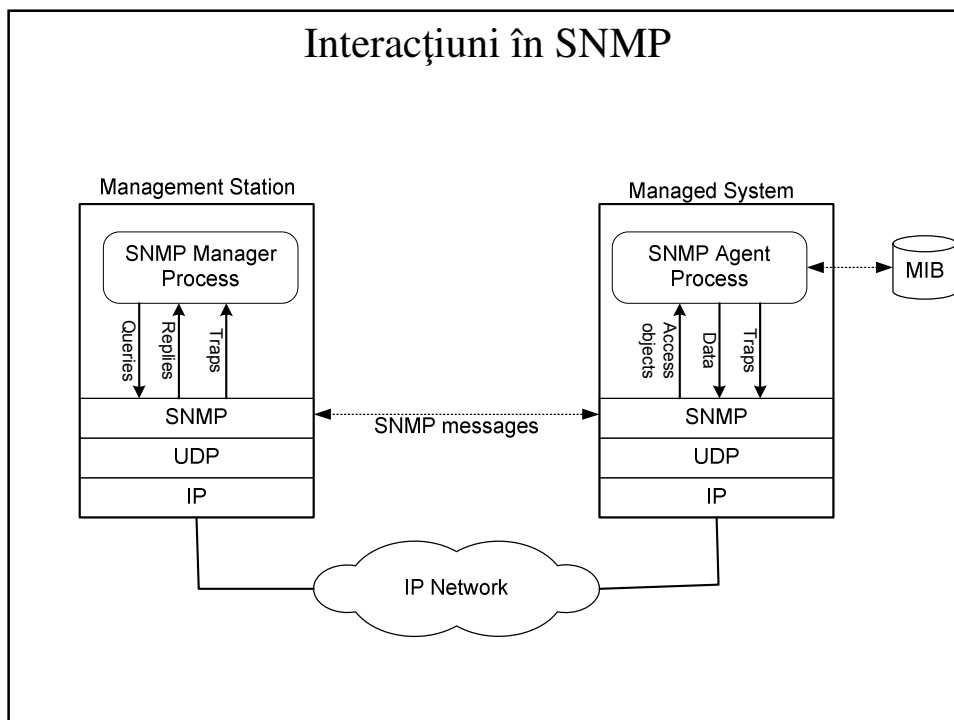 Interacţiuni în SNMP
Management Station
SNMP Manager
Process
Queries
Replies
Traps
SNMP
UDP
IP
SNMP messages
Managed System
SNMP Agent
Process
MIB
Access
objects
Data
Traps
SNMP
UDP
IP
IP Network